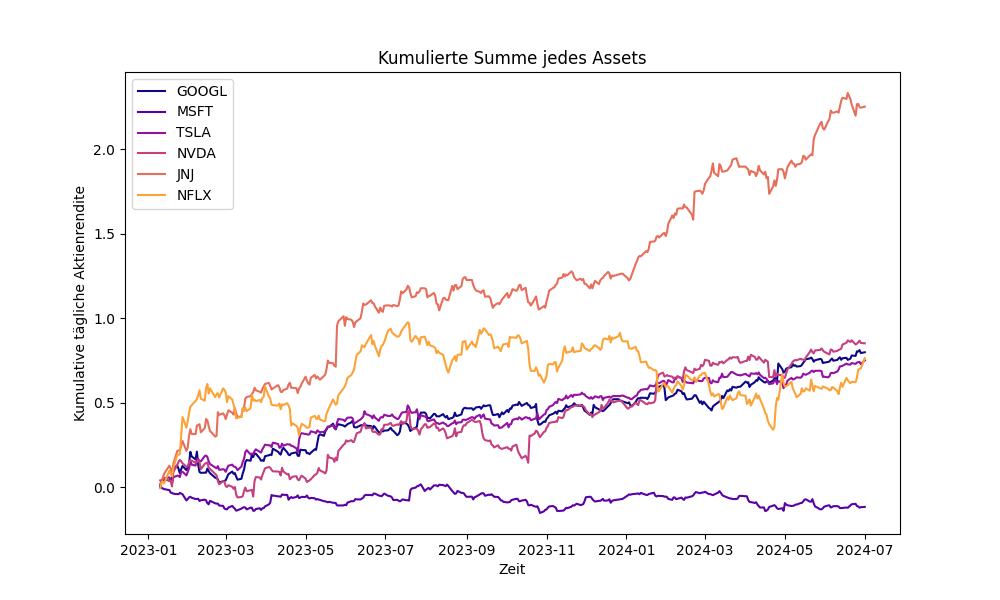 Kumulierte Summe jedes Assets
GOOGL
MSFT
TSLA
NVDA
JNJ
NFLX
Kumulative tägliche Aktienrendite
2.0
1.5
1.0
0.5
0.0
2023-01 2023-03 2023-05 2023-07 2023-09 2023-11 2024-01 2024-03 2024-05 2024-07
Zeit